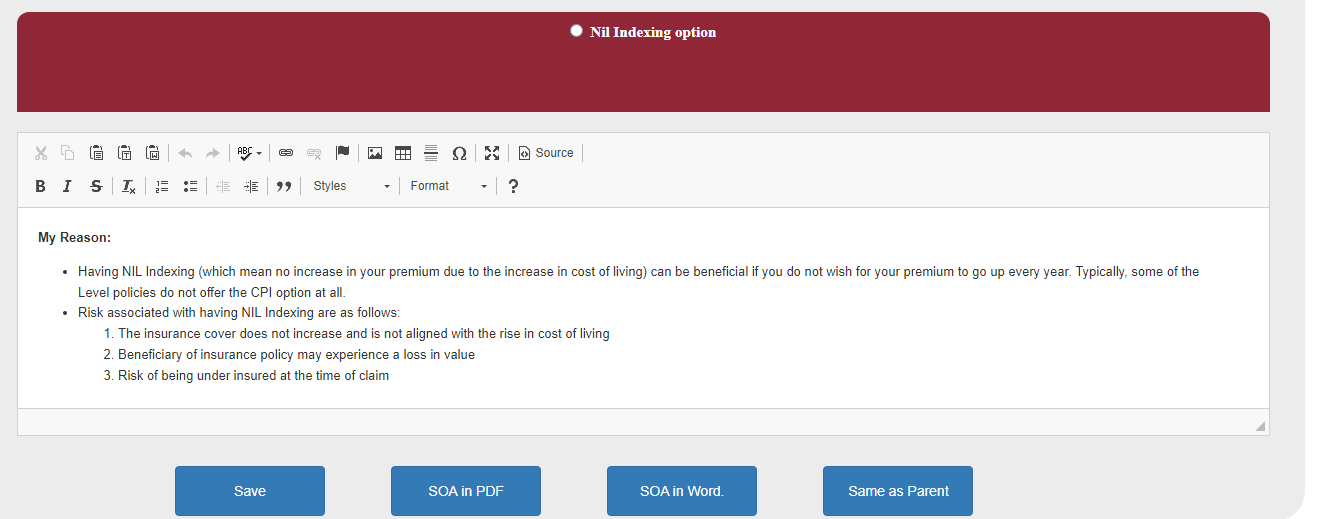 Nil Indexing option
ABC
Source
B I S Tx
Styles
Format
?
My Reason:
• Having NIL Indexing (which mean no increase in your premium due to the increase in cost of living) can be beneficial if you do not wish for your premium to go up every year. Typically, some of the
Level policies do not offer the CPI option at all.
• Risk associated with having NIL Indexing are as follows:
1. The insurance cover does not increase and is not aligned with the rise in cost of living
2. Beneficiary of insurance policy may experience a loss in value
3. Risk of being under insured at the time of claim
Save
SOA in PDF
SOA in Word.
Same as Parent